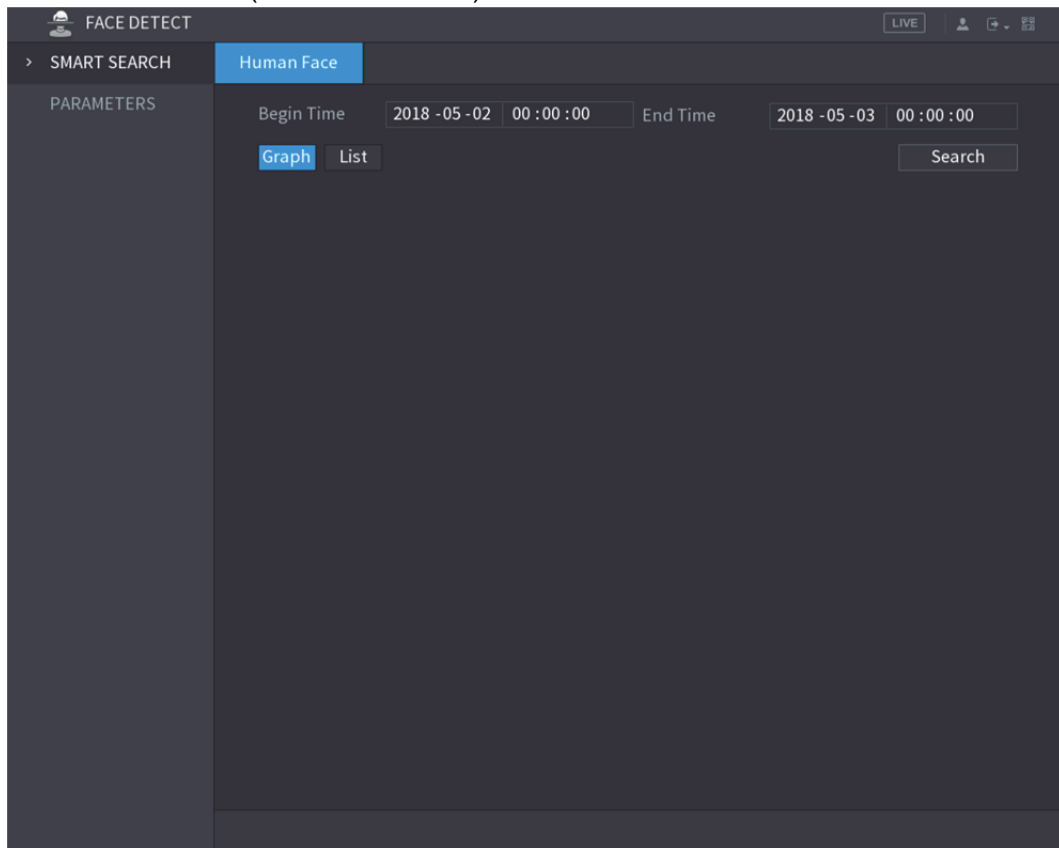 FACE DETECT LIVE
SMART SEARCH Human Face
PARAMETERS
Begin Time 2018 -05 -02 00 :00 :00 End Time 2018 -05 -03 00 :00 :00
Graph List Search